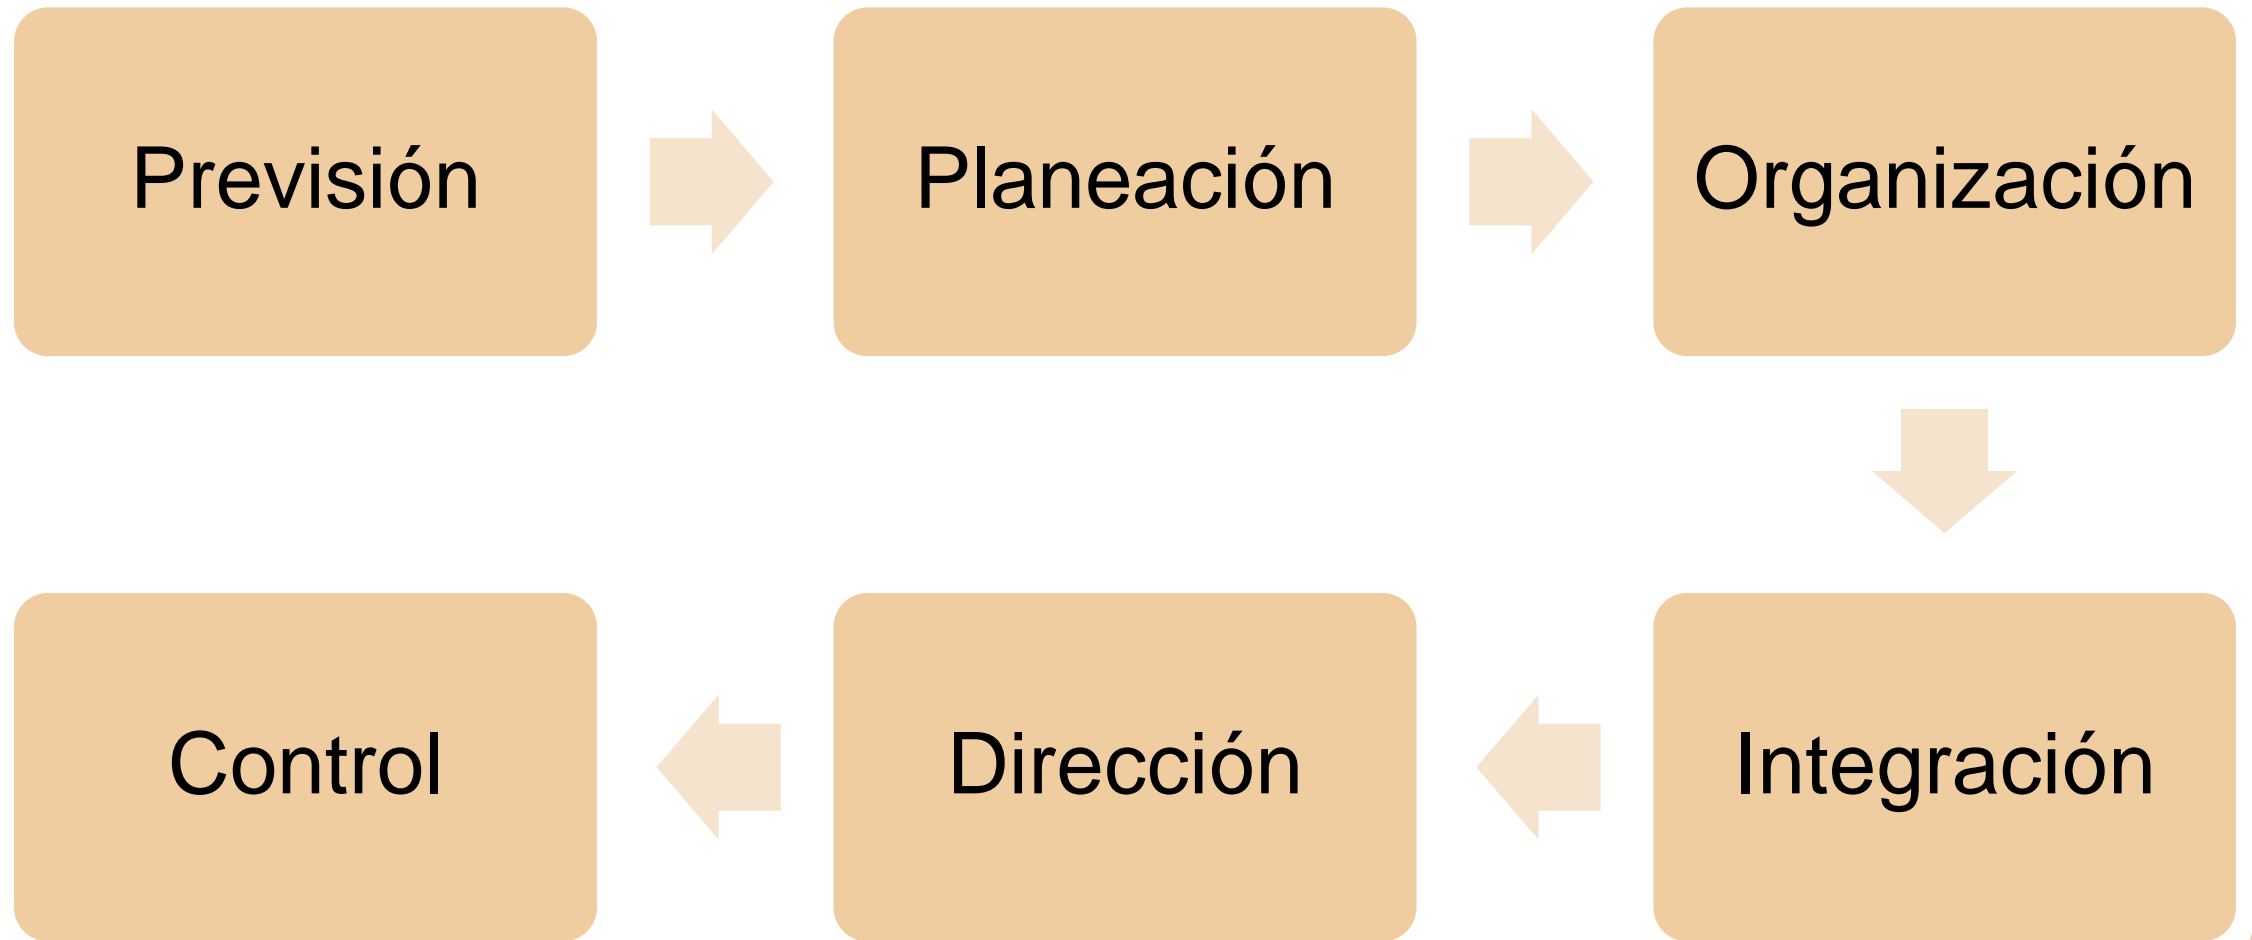 Previsión
Planeación
Organización
Integración
Dirección
Control